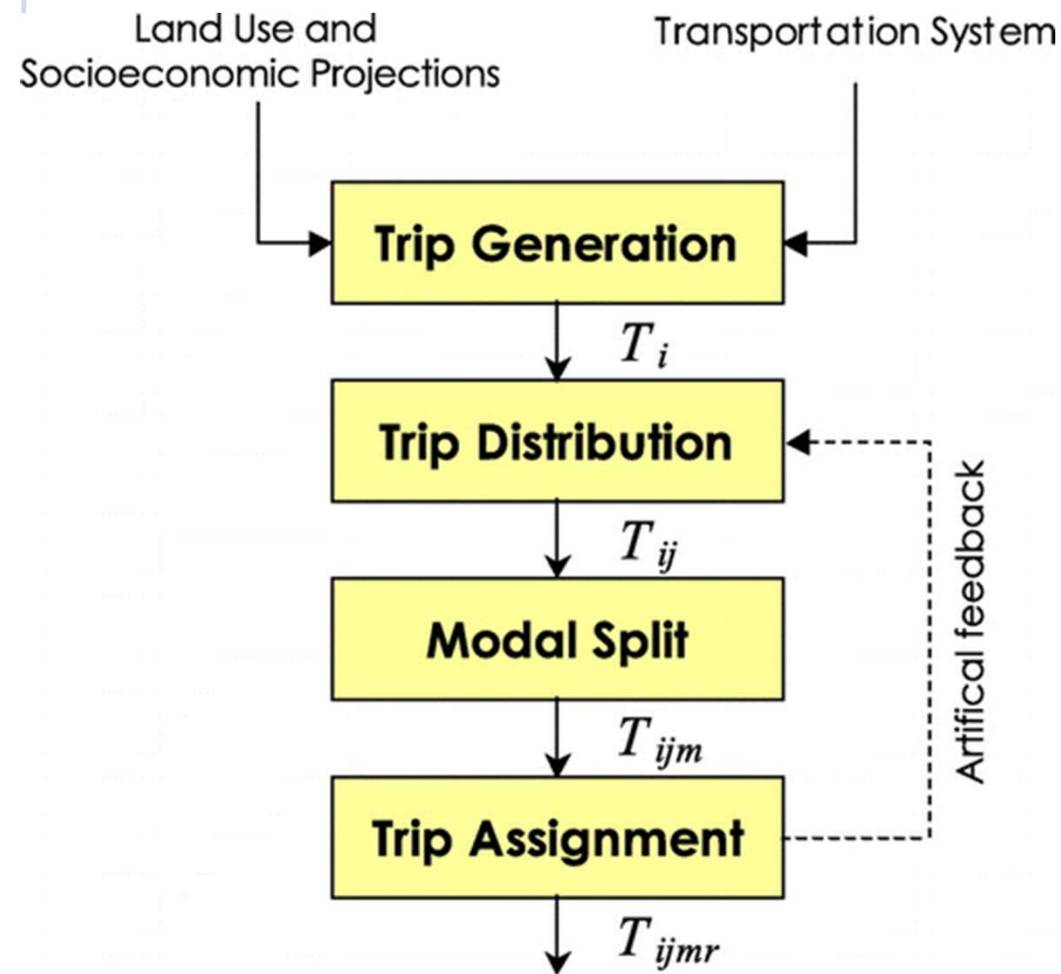 Land Use and
Socioeconomic Projections
Transportation System
Trip Generation
T i
Trip Distribution
T ij
Modal Split
T ijm
Trip Assignment
T ijmr
Artifical feedback